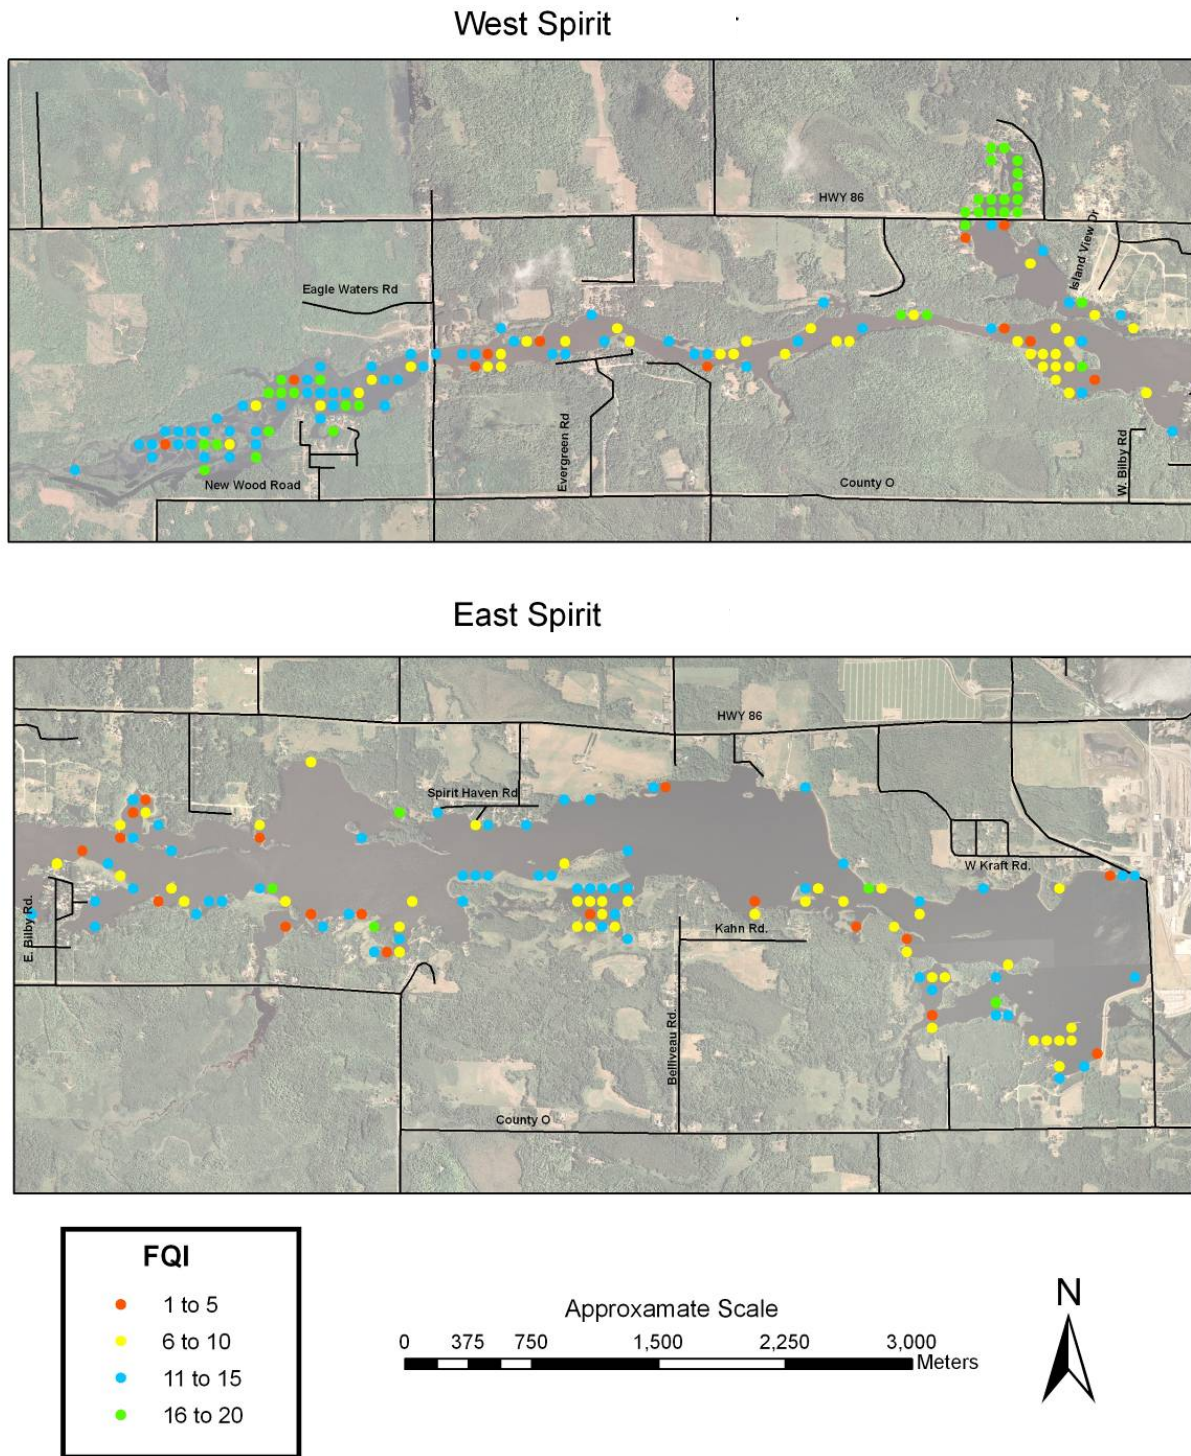 West Spirit
HWY 86
Island View Dr
Eagle Waters Rd
Evergreen Rd
New Wood Road
County O
W. Bilby Rd
East Spirit
HWY 86
Spirit Haven Rd
W Kraft Rd.
E. Bilby Rd.
Kahn Rd.
Belliveau Rd.
County O
FQI
1 to 5
6 to 10
11 to 15
16 to 20
Approxamate Scale
0 375 750 1,500 2,250 3,000
Meters
N